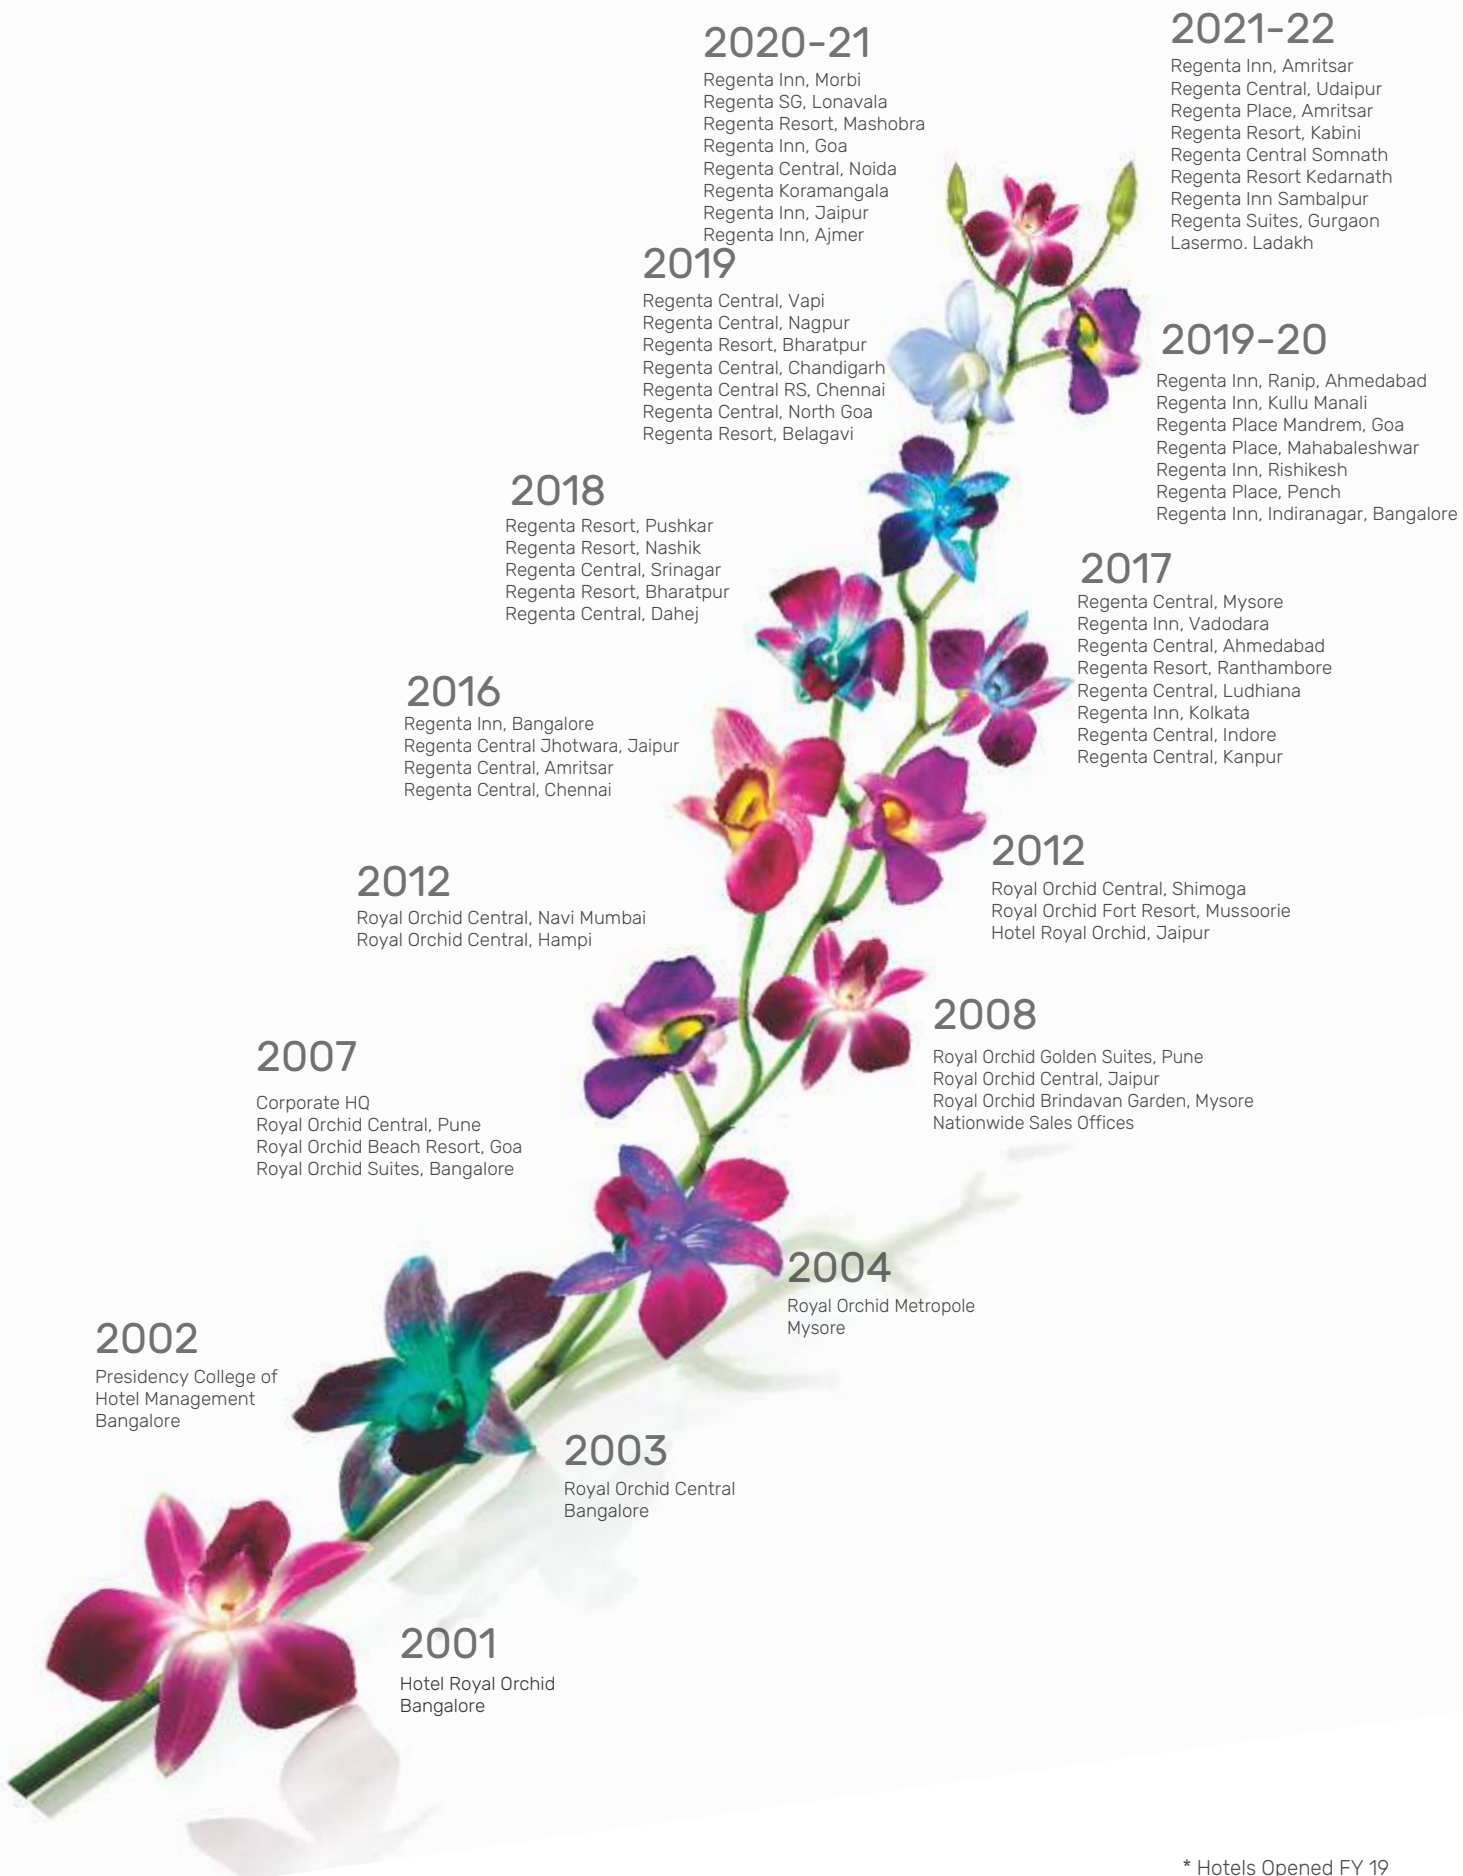 2020-21
Regenta Inn, Morbi
Regenta SG, Lonavala
Regenta Resort, Mashobra
Regenta Inn, Goa
Regenta Central, Noida
Regenta Koramangala
Regenta Inn, Jaipur
Regenta Inn, Ajmer
2021-22
Regenta Inn, Amritsar
Regenta Central, Udaipur
Regenta Place, Amritsar
Regenta Resort, Kabini
Regenta Central Somnath
Regenta Resort Kedarnath
Regenta Inn Sambalpur
Regenta Suites, Gurgaon
Lasermo. Ladakh
2019
Regenta Central, Vapi
Regenta Central, Nagpur
Regenta Resort, Bharatpur
Regenta Central, Chandigarh
Regenta Central RS, Chennai
Regenta Central, North Goa
Regenta Resort, Belagavi
2019-20
Regenta Inn, Ranip, Ahmedabad
Regenta Inn, Kullu Manali
Regenta Place Mandrem, Goa
Regenta Place, Mahabaleshwar
Regenta Inn, Rishikesh
Regenta Place, Pench
Regenta Inn, Indiranagar, Bangalore
2018
Regenta Resort, Pushkar
Regenta Resort, Nashik
Regenta Central, Srinagar
Regenta Resort, Bharatpur
Regenta Central, Dahej
2017
Regenta Central, Mysore
Regenta Inn, Vadodara
Regenta Central, Ahmedabad
Regenta Resort, Ranthambore
Regenta Central, Ludhiana
Regenta Inn, Kolkata
Regenta Central, Indore
Regenta Central, Kanpur
2016
Regenta Inn, Bangalore
Regenta Central Jhotwara, Jaipur
Regenta Central, Amritsar
Regenta Central, Chennai
2012
Royal Orchid Central, Shimoga
Royal Orchid Fort Resort, Mussoorie
Hotel Royal Orchid, Jaipur
2012
Royal Orchid Central, Navi Mumbai
Royal Orchid Central, Hampi
2008
Royal Orchid Golden Suites, Pune
Royal Orchid Central, Jaipur
Royal Orchid Brindavan Garden, Mysore
Nationwide Sales Offices
2007
Corporate HQ
Royal Orchid Central, Pune
Royal Orchid Beach Resort, Goa
Royal Orchid Suites, Bangalore
2004
Royal Orchid Metropole
Mysore
2002
Presidency College of
Hotel Management
Bangalore
2003
Royal Orchid Central
Bangalore
2001
Hotel Royal Orchid
Bangalore
* Hotels Opened FY 19